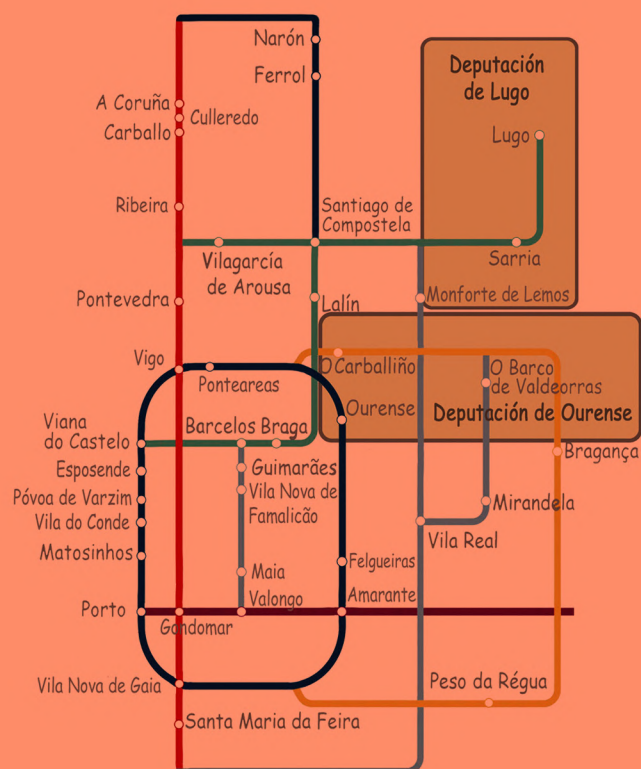 Narón
Deputación
de Lugo
Ferrol
A Coruña
Culleredo
Carballo
Lugo
Ribeira
Santiago de
Compostela
Vilagarcía
de Arousa
Sarria
Pontevedra
Lalín
Monforte de Lemos
Vigo
Ponteareas
O Carballiño
O Barco
de Valdeorras
Ourense
Deputación de Ourense
Viana
do Castelo
Barcelos
Braga
Bragança
Esposende
Guimarães
Póvoa de Varzim
Vila Nova de
Famalicão
Mirandela
Vila do Conde
Vila Real
Matosinhos
Felgueiras
Maia
Valongo
Amarante
Porto
Gondomar
Vila Nova de Gaia
Peso da Régua
Santa Maria da Feira